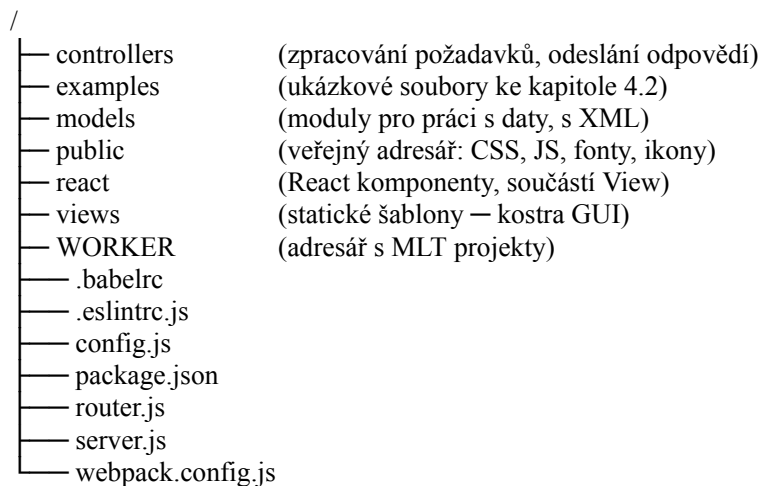 /
├── controllers (zpracování požadavků, odeslání odpovědí)
├── examples (ukázkové soubory ke kapitole 4.2)
├── models (moduly pro práci s daty, s XML)
├── public (veřejný adresář: CSS, JS, fonty, ikony)
├── react (React komponenty, součástí View)
├── views (statické šablony ─ kostra GUI)
├── WORKER (adresář s MLT projekty)
├─── .babelrc
├─── .eslintrc.js
├─── config.js
├─── package.json
├─── router.js
├─── server.js
└─── webpack.config.js